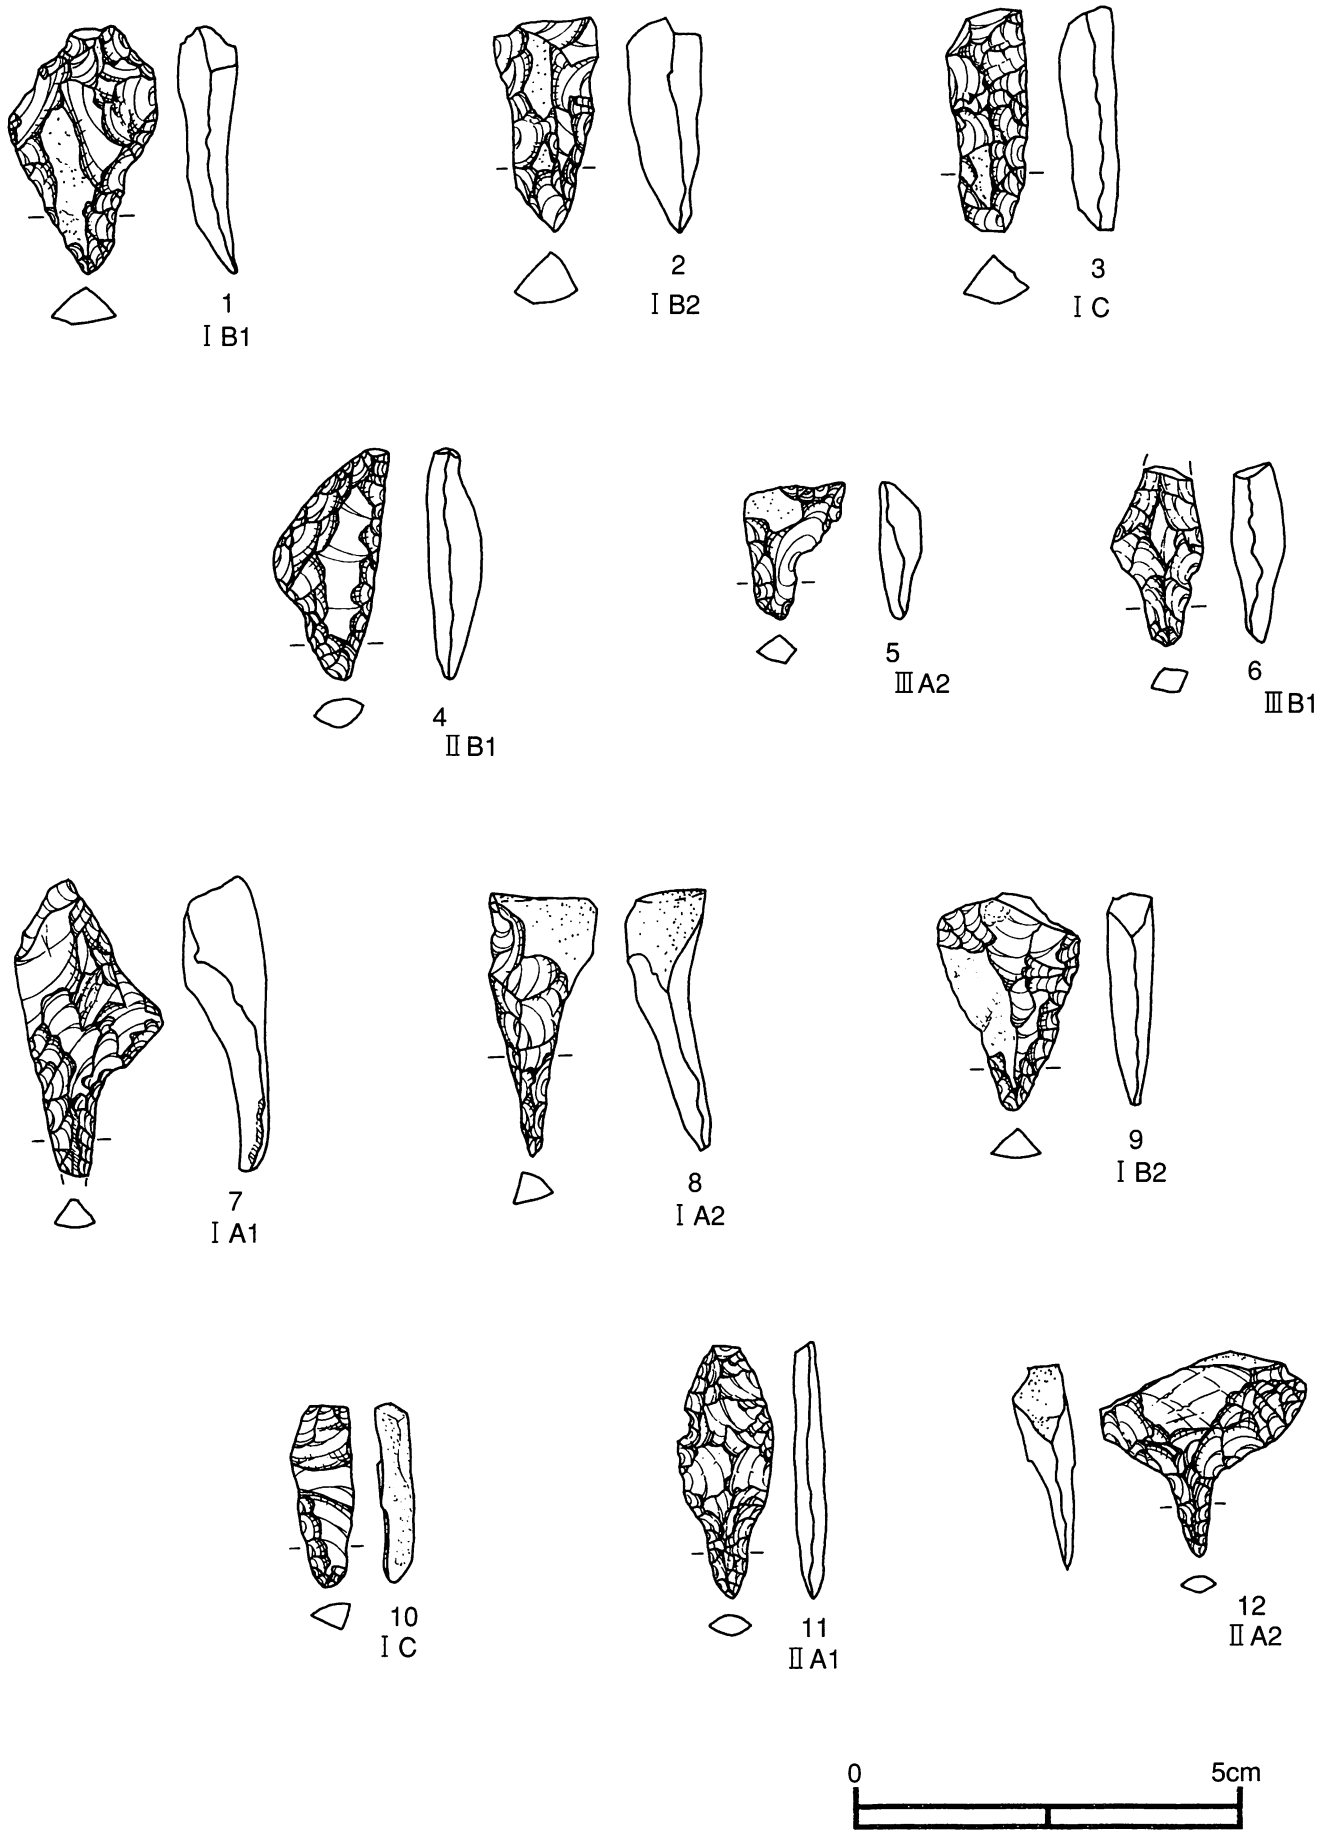 1
Ⅰ B1
2
Ⅰ B2
3
Ⅰ C
4
Ⅱ B1
5
Ⅲ A2
6
Ⅲ B1
7
Ⅰ A1
8
Ⅰ A2
9
Ⅰ B2
10
Ⅰ C
11
Ⅱ A1
12
Ⅱ A2
0 5cm